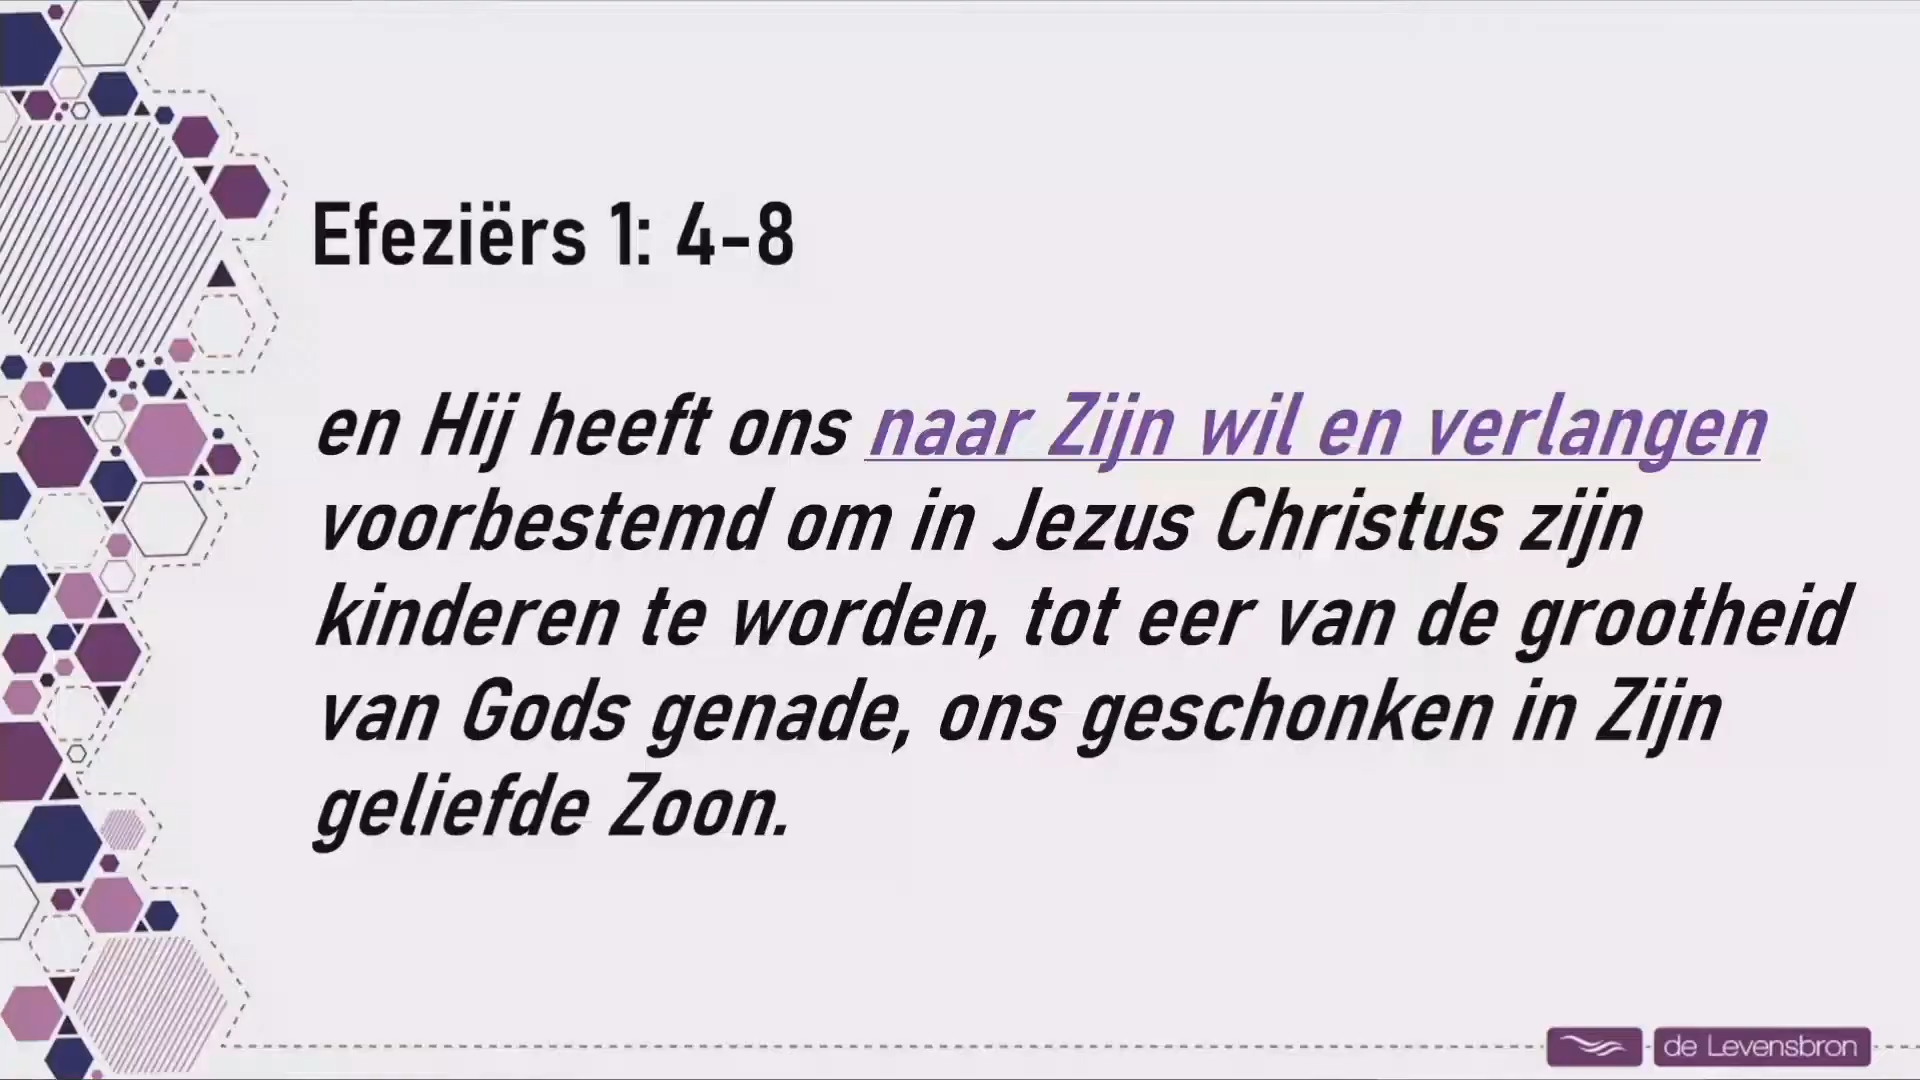 Efeziërs 1: 4-8
en Hij heeft ons naar Zijn wil en verlangen
voorbestemd om in Jezus Christus zijn
kinderen te worden, tot eer van de grootheid
van Gods genade, ons geschonken in Zijn
geliefde Zoon.
de Levensbron